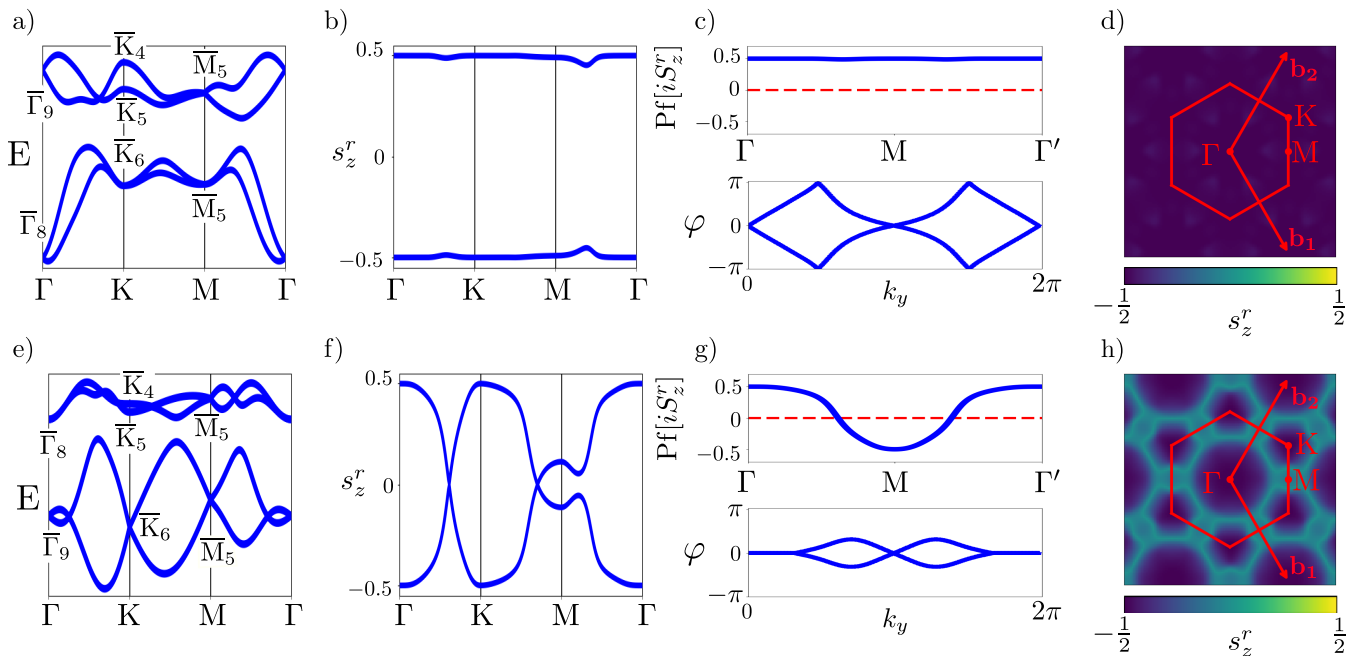 a) b) c) d)
K̅₄ M̅₅
Γ̅₉ K̅₅
E K̅₆
Γ̅₈ M̅₅
Γ K M Γ
0.5
s_z^r 0
−0.5
Γ K M Γ
Pf[iS_z^r] 0.5
0
−0.5
Γ M Γ′
φ π
0
−π
0 k_y 2π
b₂
K
Γ M
b₁
−1/2 s_z^r 1/2
e) f) g) h)
K̅₄
Γ̅₈ K̅₅ M̅₅
E K̅₆
Γ̅₉ M̅₅
Γ K M Γ
0.5
s_z^r 0
−0.5
Γ K M Γ
Pf[iS_z^r] 0.5
0
−0.5
Γ M Γ′
φ π
0
−π
0 k_y 2π
b₂
K
Γ M
b₁
−1/2 s_z^r 1/2